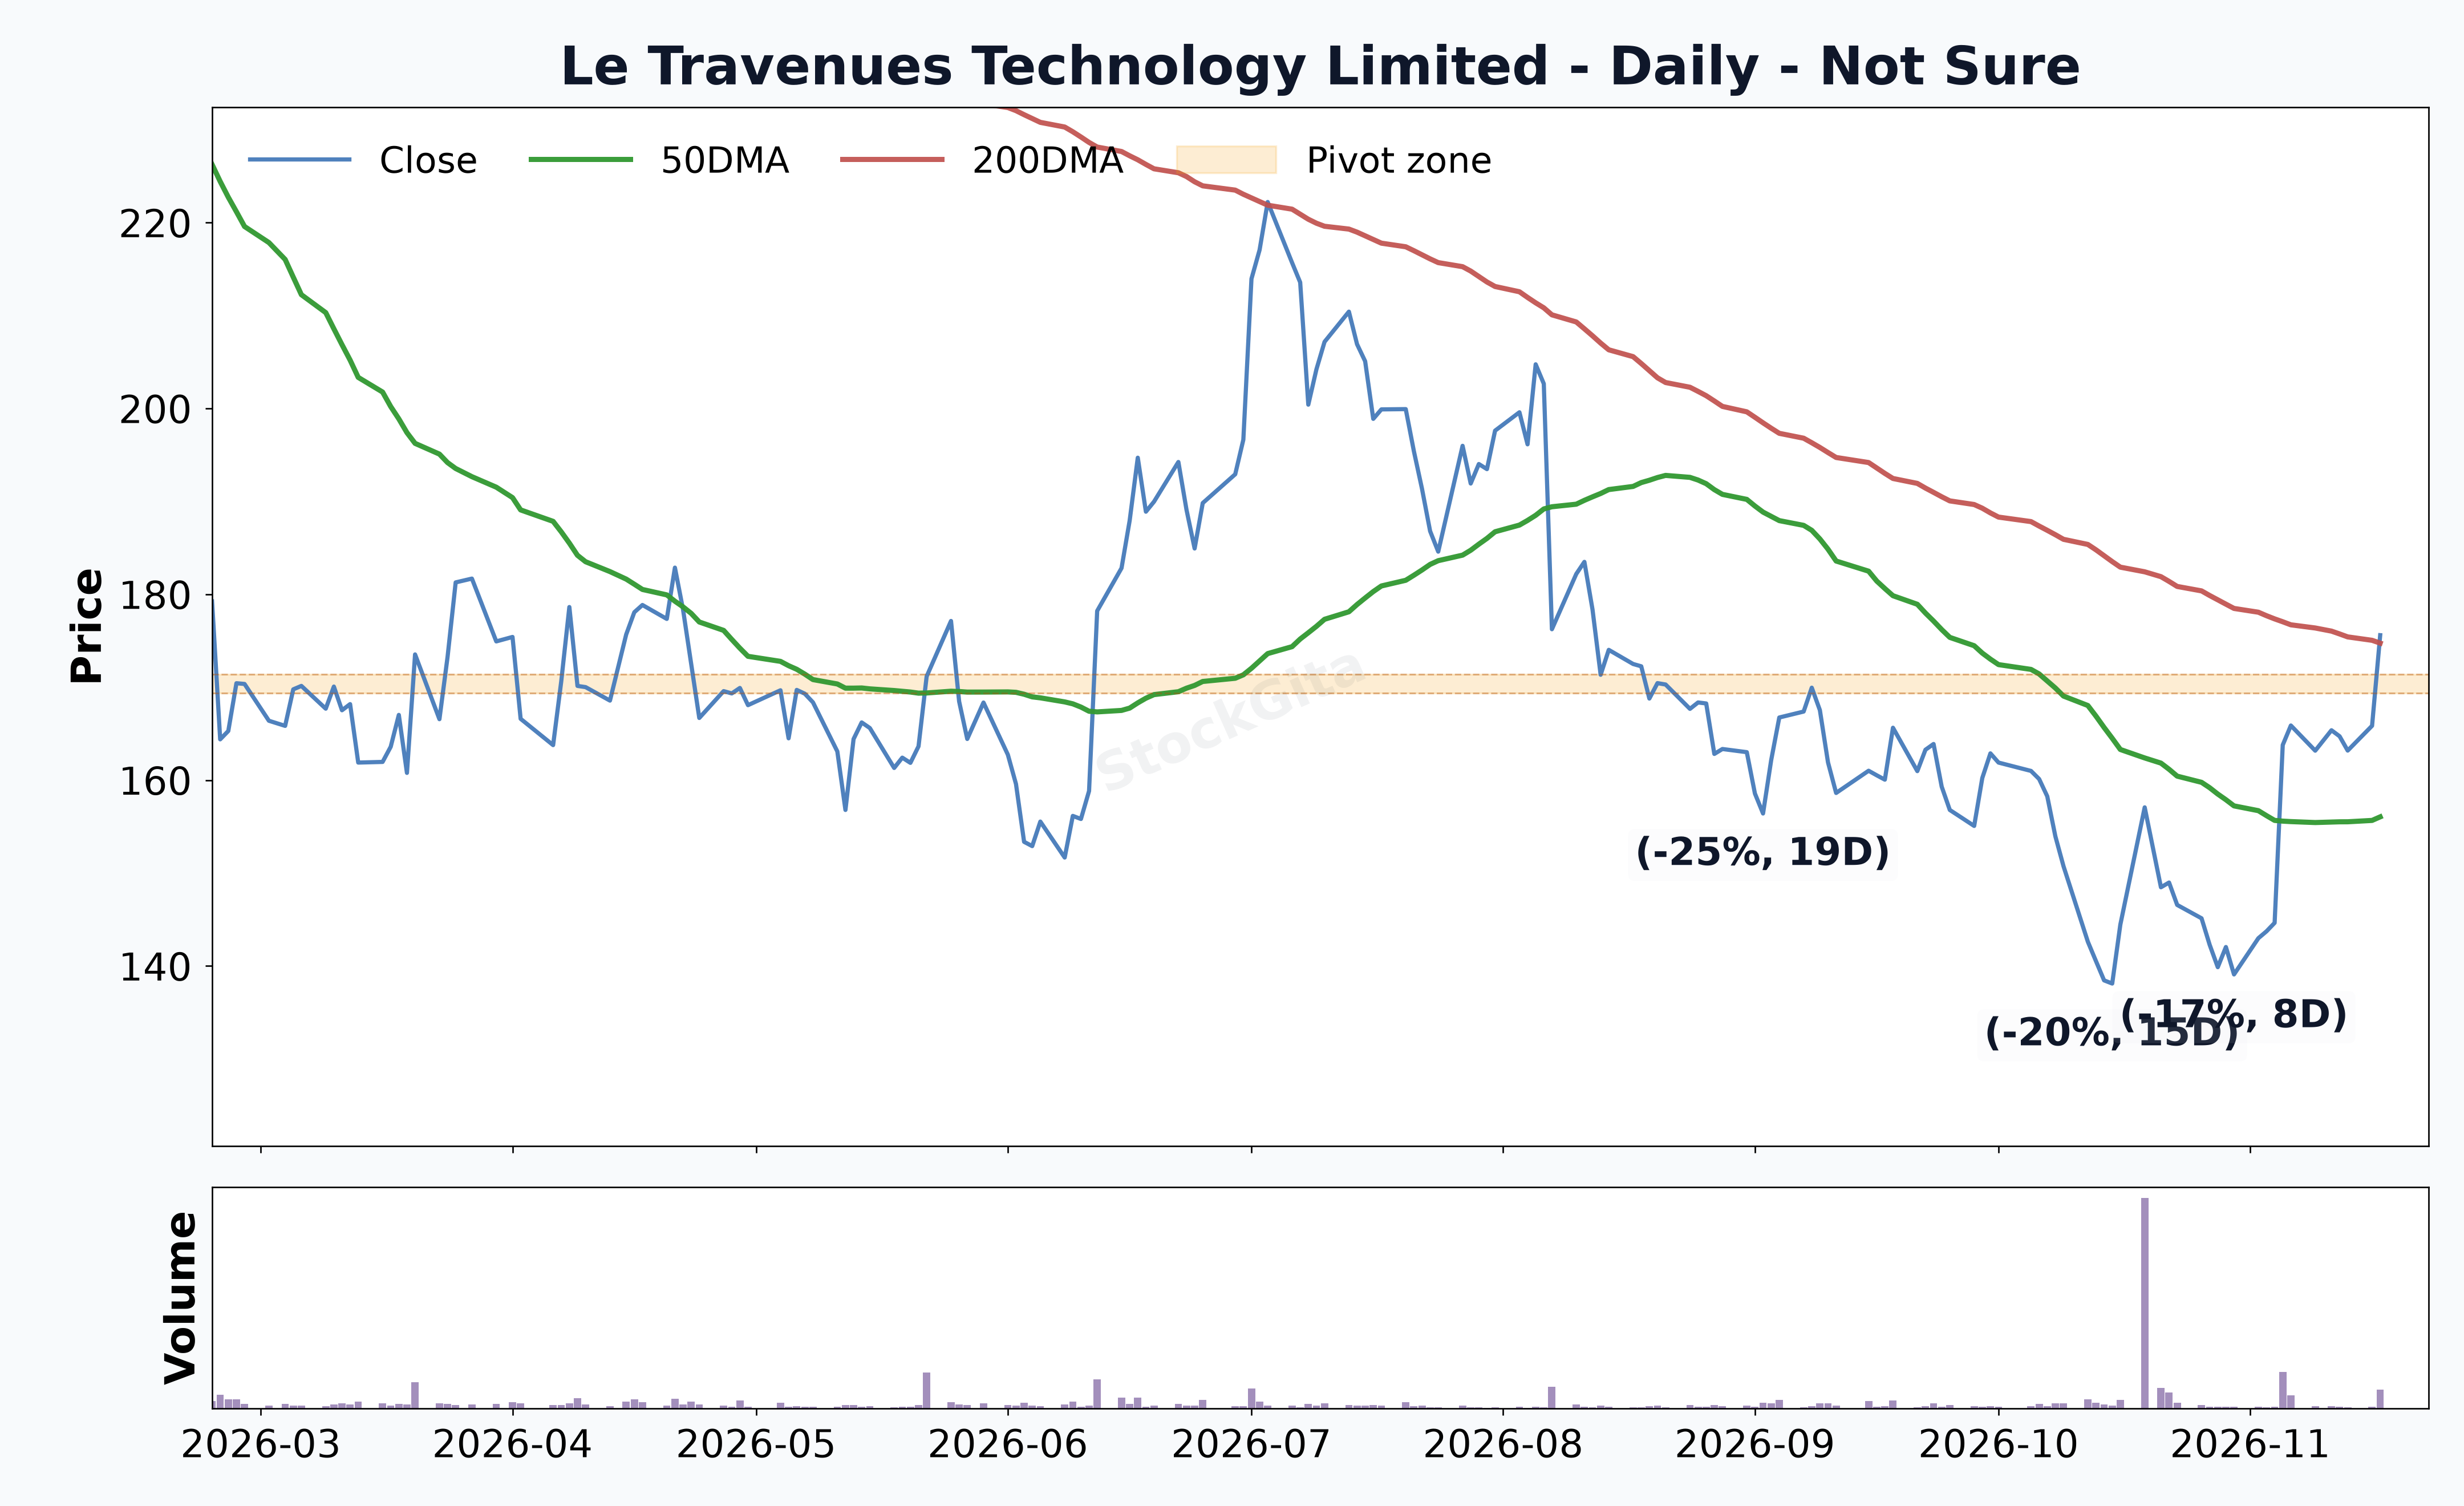 Le Travenues Technology Limited - Daily - Not Sure
Close 50DMA 200DMA Pivot zone
Price
220
200
180
160
140
StockGita
(-25%, 19D)
(-17%, 8D)
(-20%, 15D)
Volume
2026-03 2026-04 2026-05 2026-06 2026-07 2026-08 2026-09 2026-10 2026-11